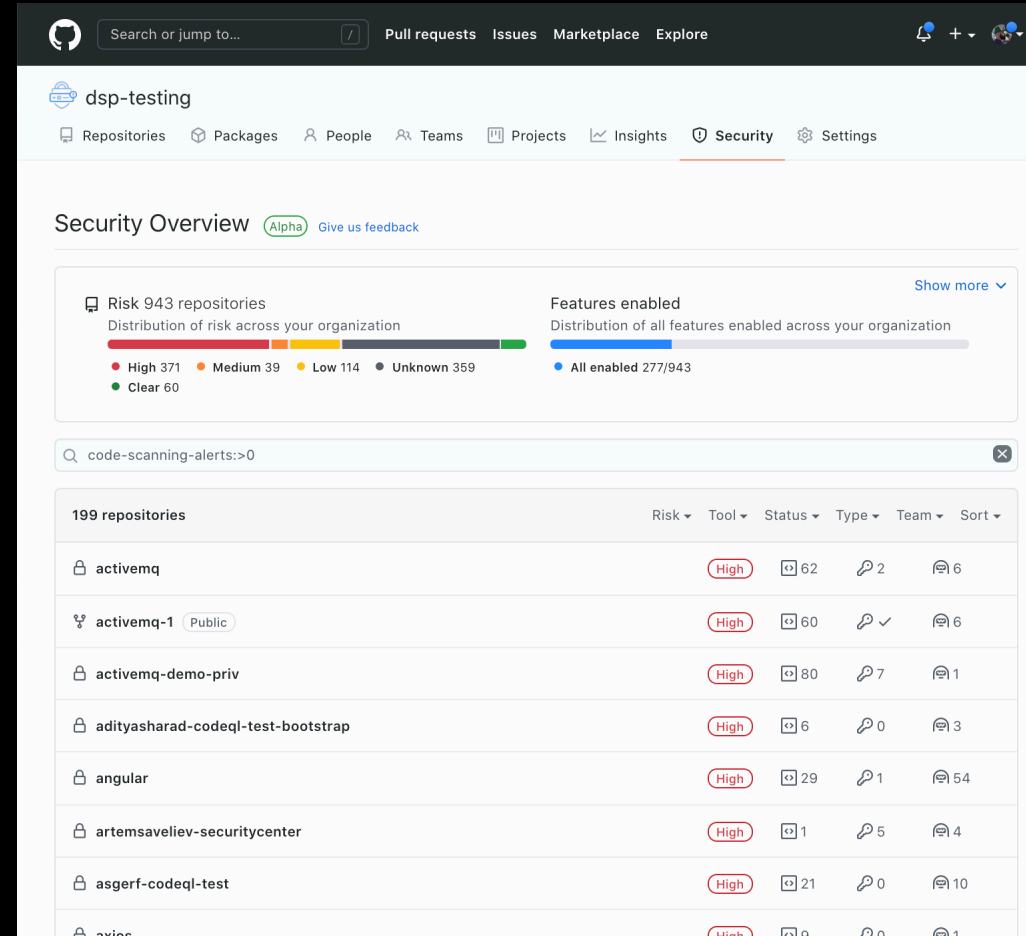 Search or jump to... / Pull requests Issues Marketplace Explore
dsp-testing
Repositories Packages People Teams Projects Insights Security Settings
Security Overview Alpha Give us feedback
Show more
Risk 943 repositories
Distribution of risk across your organization
High 371 Medium 39 Low 114 Unknown 359
Clear 60
Features enabled
Distribution of all features enabled across your organization
All enabled 277/943
code-scanning-alerts:>0
199 repositories Risk Tool Status Type Team Sort
activemq High 62 2 6
activemq-1 Public High 60 6
activemq-demo-priv High 80 7 1
adityasharad-codeql-test-bootstrap High 6 0 3
angular High 29 1 54
artemsaveliev-securitycenter High 1 5 4
asgerf-codeql-test High 21 0 10
axios High 9 0 1